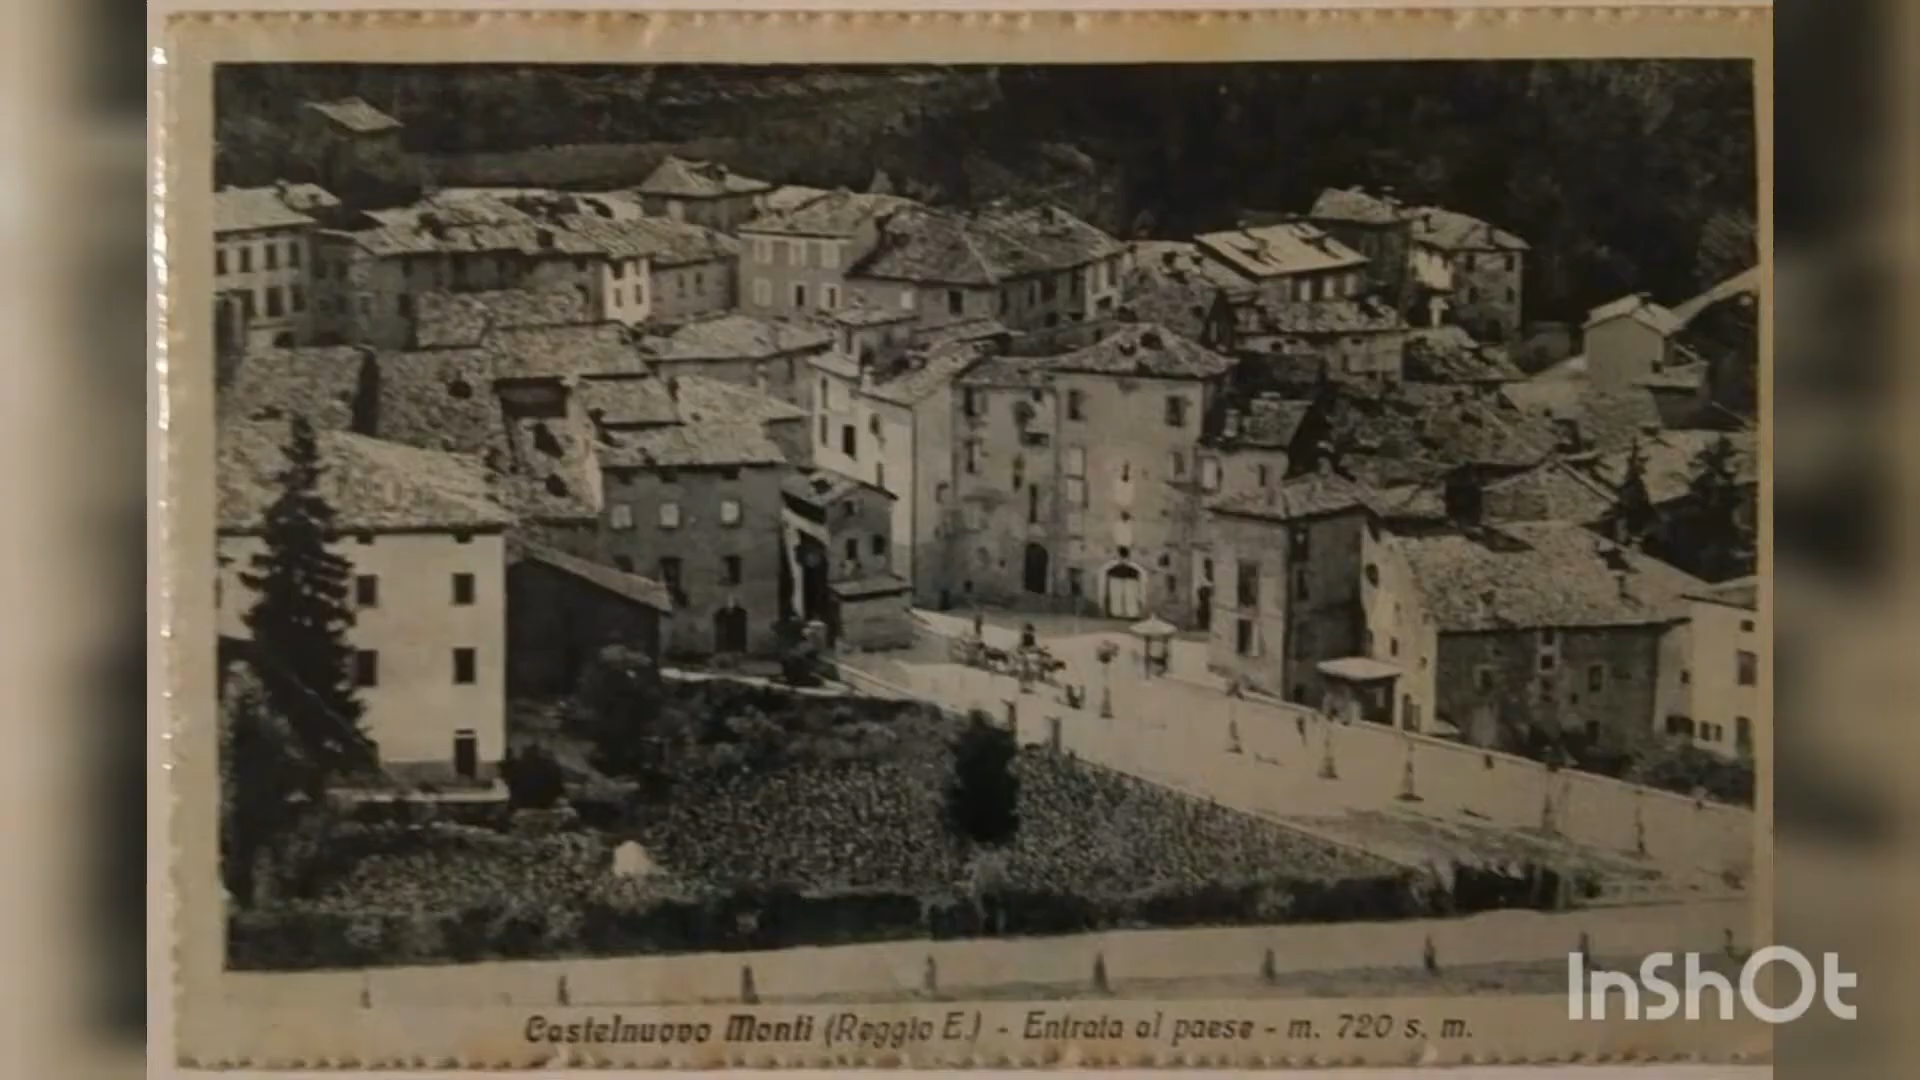 Castelnuovo Monti (Reggio E.) - Entrata al paese - m. 720 s. m.
InShOt